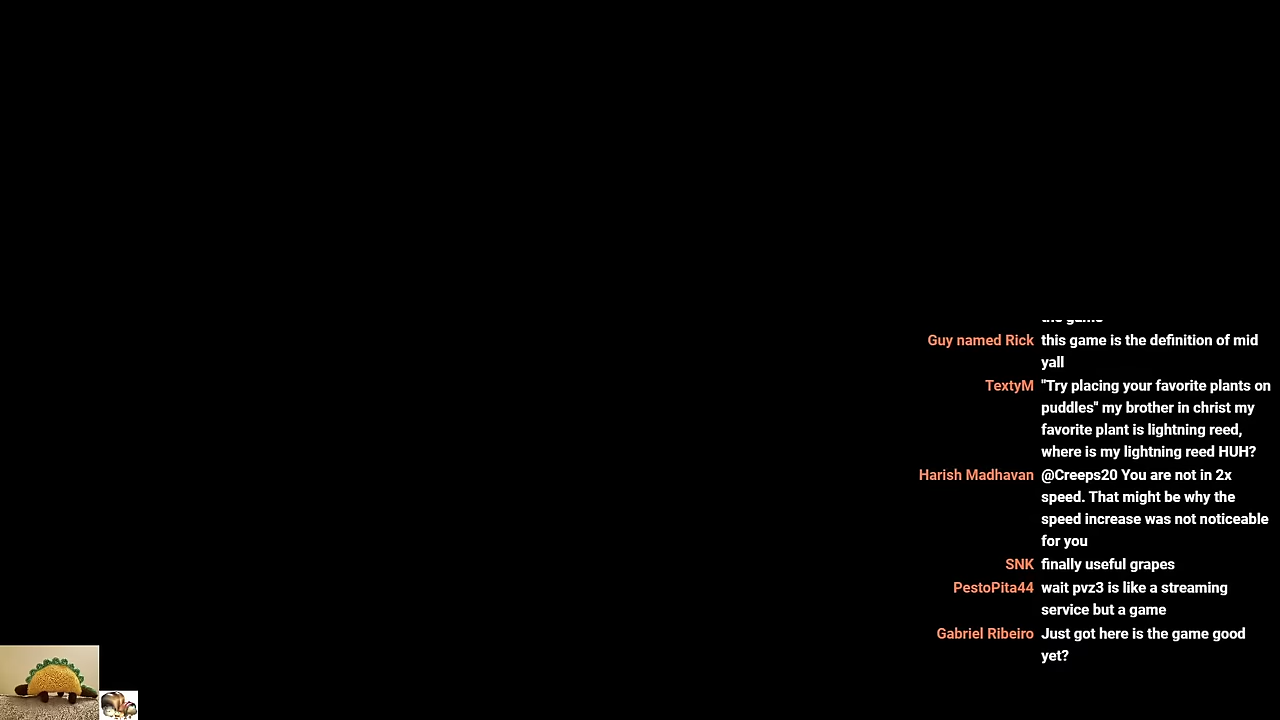 the game
Guy named Rick this game is the definition of mid
yall
TextyM "Try placing your favorite plants on
puddles" my brother in christ my
favorite plant is lightning reed,
where is my lightning reed HUH?
Harish Madhavan @Creeps20 You are not in 2x
speed. That might be why the
speed increase was not noticeable
for you
SNK finally useful grapes
PestoPita44 wait pvz3 is like a streaming
service but a game
Gabriel Ribeiro Just got here is the game good
yet?